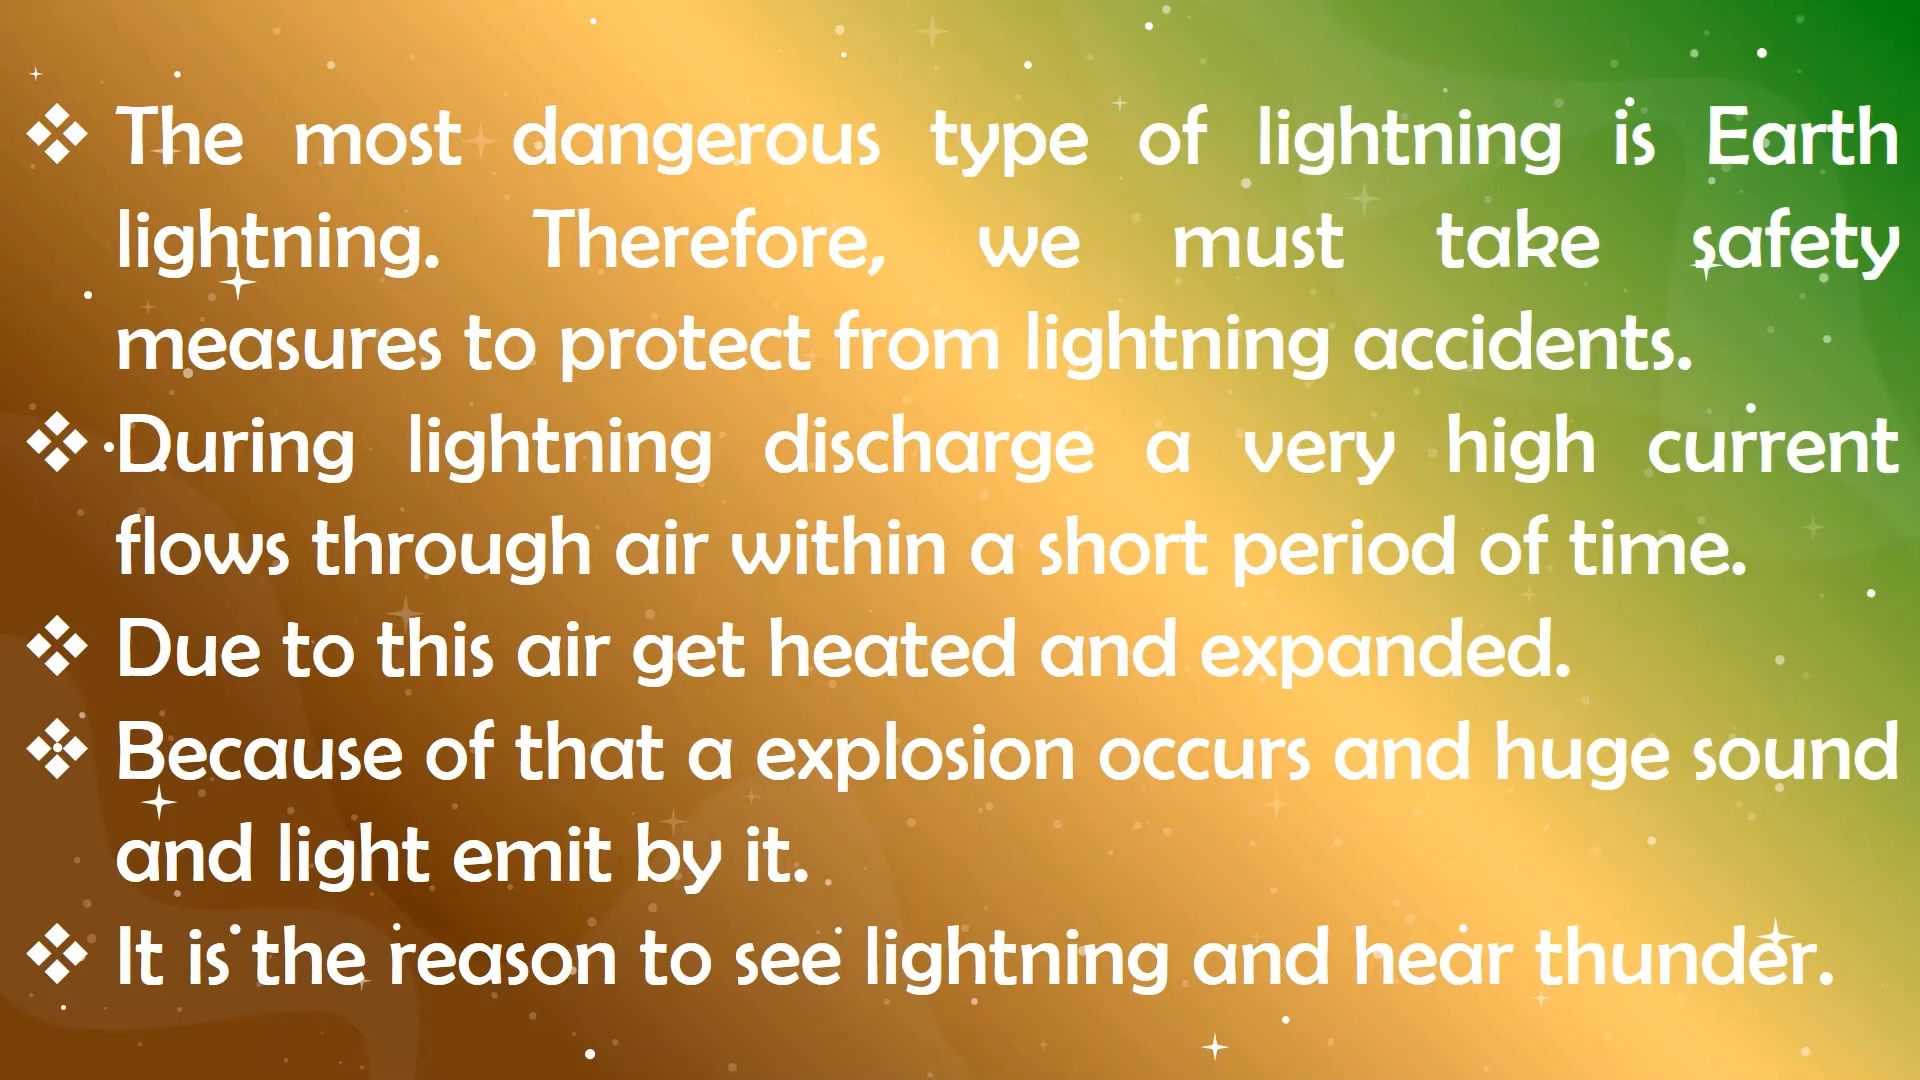 ❖ The most dangerous type of lightning is Earth
lightning. Therefore, we must take safety
measures to protect from lightning accidents.
❖ During lightning discharge a very high current
flows through air within a short period of time.
❖ Due to this air get heated and expanded.
❖ Because of that a explosion occurs and huge sound
and light emit by it.
❖ It is the reason to see lightning and hear thunder.